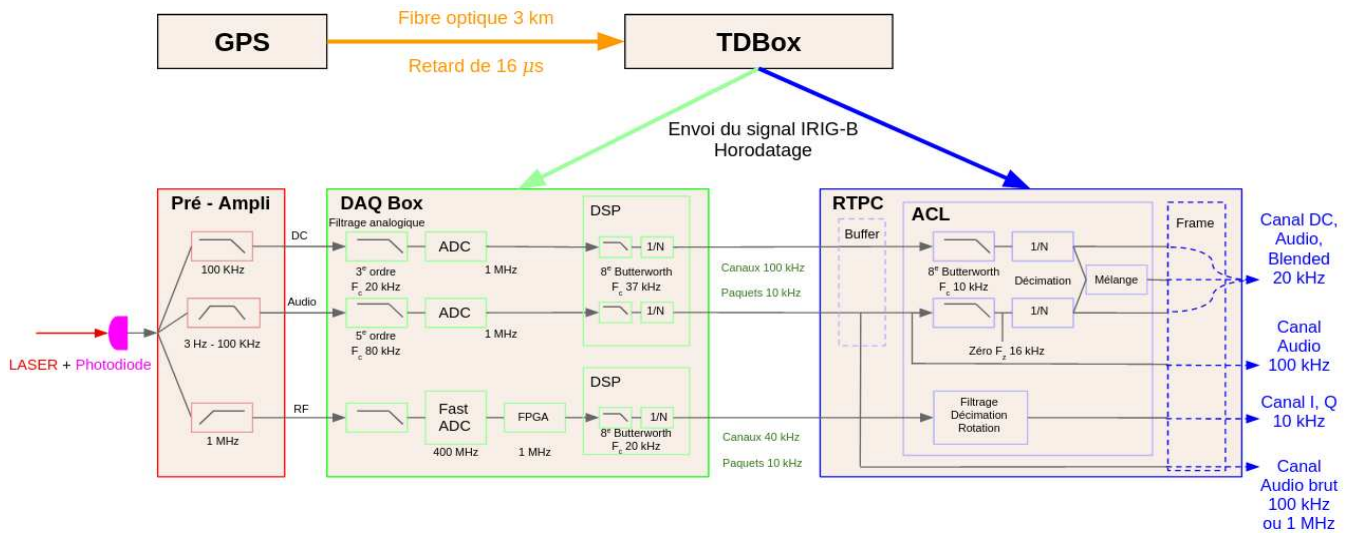 GPS
Fibre optique 3 km
Retard de 16 µs
TDBox
Envoi du signal IRIG-B
Horodatage
LASER + Photodiode
Pré - Ampli
100 KHz
3 Hz - 100 KHz
1 MHz
DC
Audio
RF
DAQ Box
Filtrage analogique
3e ordre
Fc 20 kHz
ADC
1 MHz
5e ordre
Fc 80 kHz
ADC
1 MHz
Fast
ADC
400 MHz
FPGA
1 MHz
DSP
1/N
8e Butterworth
Fc 37 kHz
1/N
DSP
1/N
8e Butterworth
Fc 20 kHz
Canaux 100 kHz
Paquets 10 kHz
Canaux 40 kHz
Paquets 10 kHz
RTPC
Buffer
ACL
8e Butterworth
Fc 10 kHz
1/N
Décimation
Mélange
1/N
Zéro Fz 16 kHz
Filtrage
Décimation
Rotation
Frame
Canal DC,
Audio,
Blended
20 kHz
Canal
Audio
100 kHz
Canal I, Q
10 kHz
Canal
Audio brut
100 kHz
ou 1 MHz